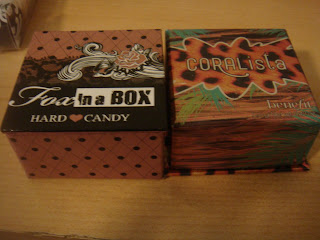 Fox in a BOX
HARD CANDY
CORALista
benefit